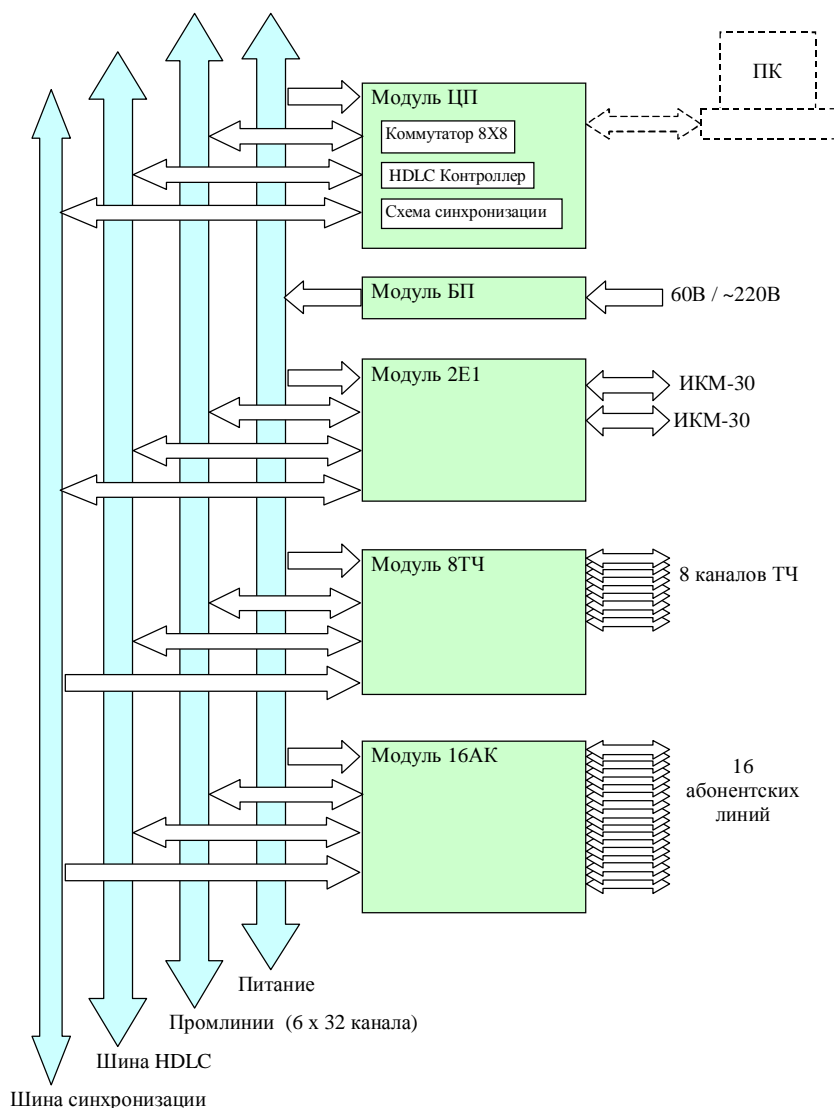 ПК
Модуль ЦП
Коммутатор 8Х8
HDLC Контроллер
Схема синхронизации
Модуль БП
60В / ~220В
Модуль 2Е1
ИКМ-30
ИКМ-30
Модуль 8ТЧ
8 каналов ТЧ
Модуль 16АК
16
абонентских
линий
Питание
Промлинии (6 х 32 канала)
Шина HDLC
Шина синхронизации